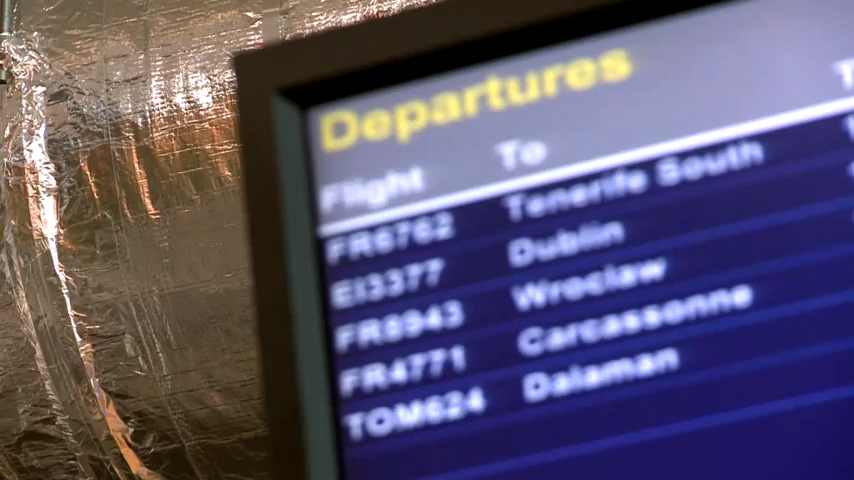 Departures
Flight To
FR6762 Tenerife South
EI3377 Dublin
FR8943 Wroclaw
FR4771 Carcassonne
TOM624 Dalaman